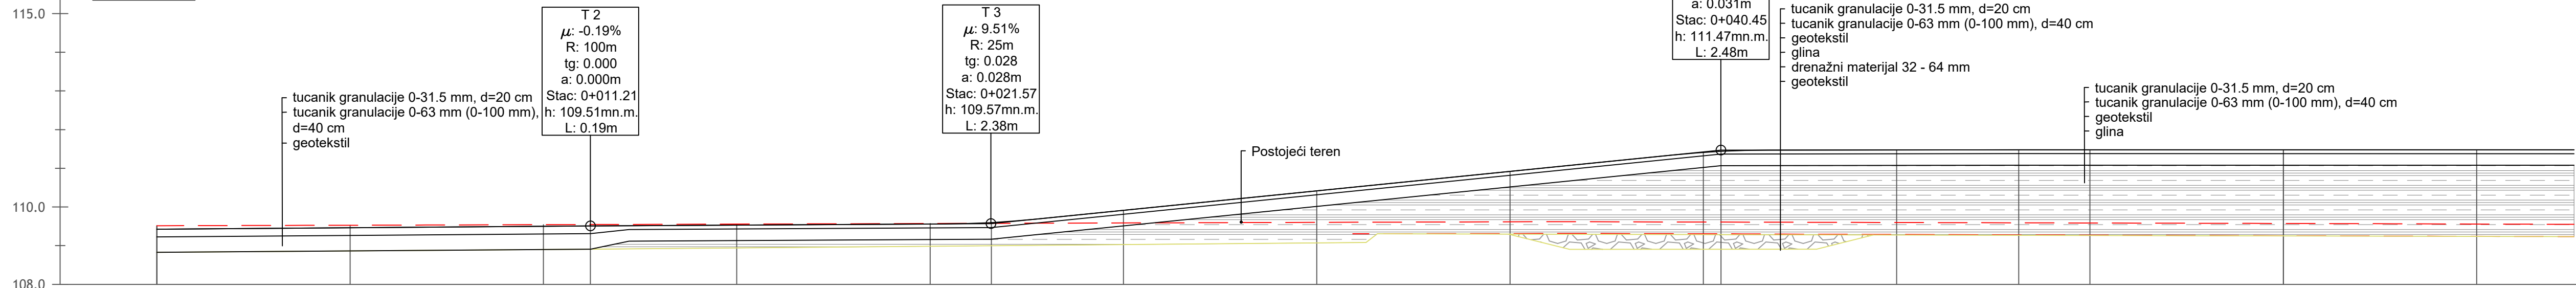 115.0
110.0
108.0
tucanik granulacije 0-31.5 mm, d=20 cm
tucanik granulacije 0-63 mm (0-100 mm),
d=40 cm
geotekstil
T 2
μ: -0.19%
R: 100m
tg: 0.000
a: 0.000m
Stac: 0+011.21
h: 109.51mn.m.
L: 0.19m
T 3
μ: 9.51%
R: 25m
tg: 0.028
a: 0.028m
Stac: 0+021.57
h: 109.57mn.m.
L: 2.38m
Postojeći teren
a: 0.031m
Stac: 0+040.45
h: 111.47mn.m.
L: 2.48m
tucanik granulacije 0-31.5 mm, d=20 cm
tucanik granulacije 0-63 mm (0-100 mm), d=40 cm
geotekstil
glina
drenažni materijal 32 - 64 mm
geotekstil
tucanik granulacije 0-31.5 mm, d=20 cm
tucanik granulacije 0-63 mm (0-100 mm), d=40 cm
geotekstil
glina